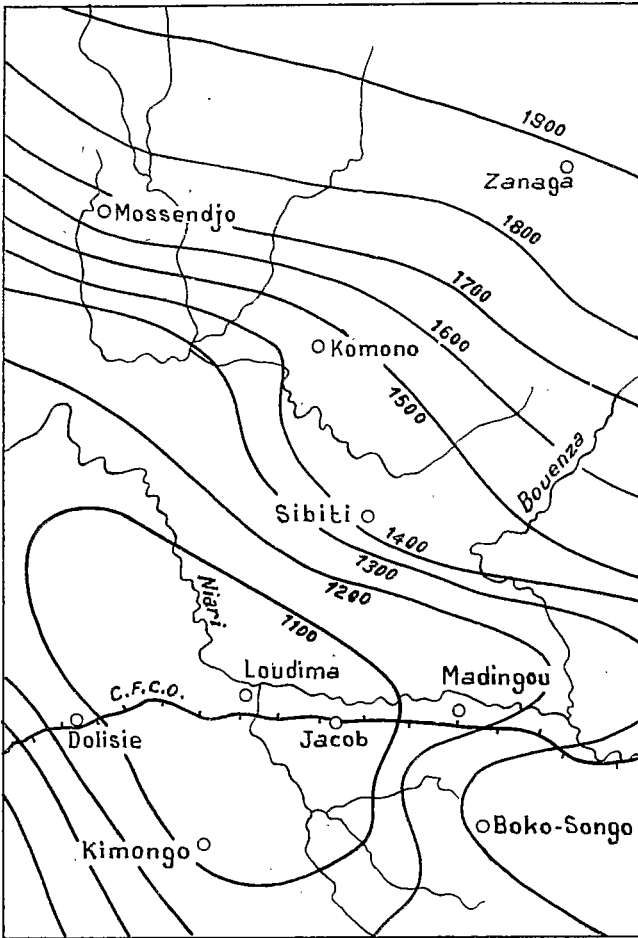 1900
Zanaga
1800
Mossendjo
1700
1600
Komono
1500
Bouenza
Sibiti
1400
1300
1200
Niari
1100
Loudima
Madingou
C.F.C.O.
Dolisie
Jacob
Boko-Songo
Kimongo